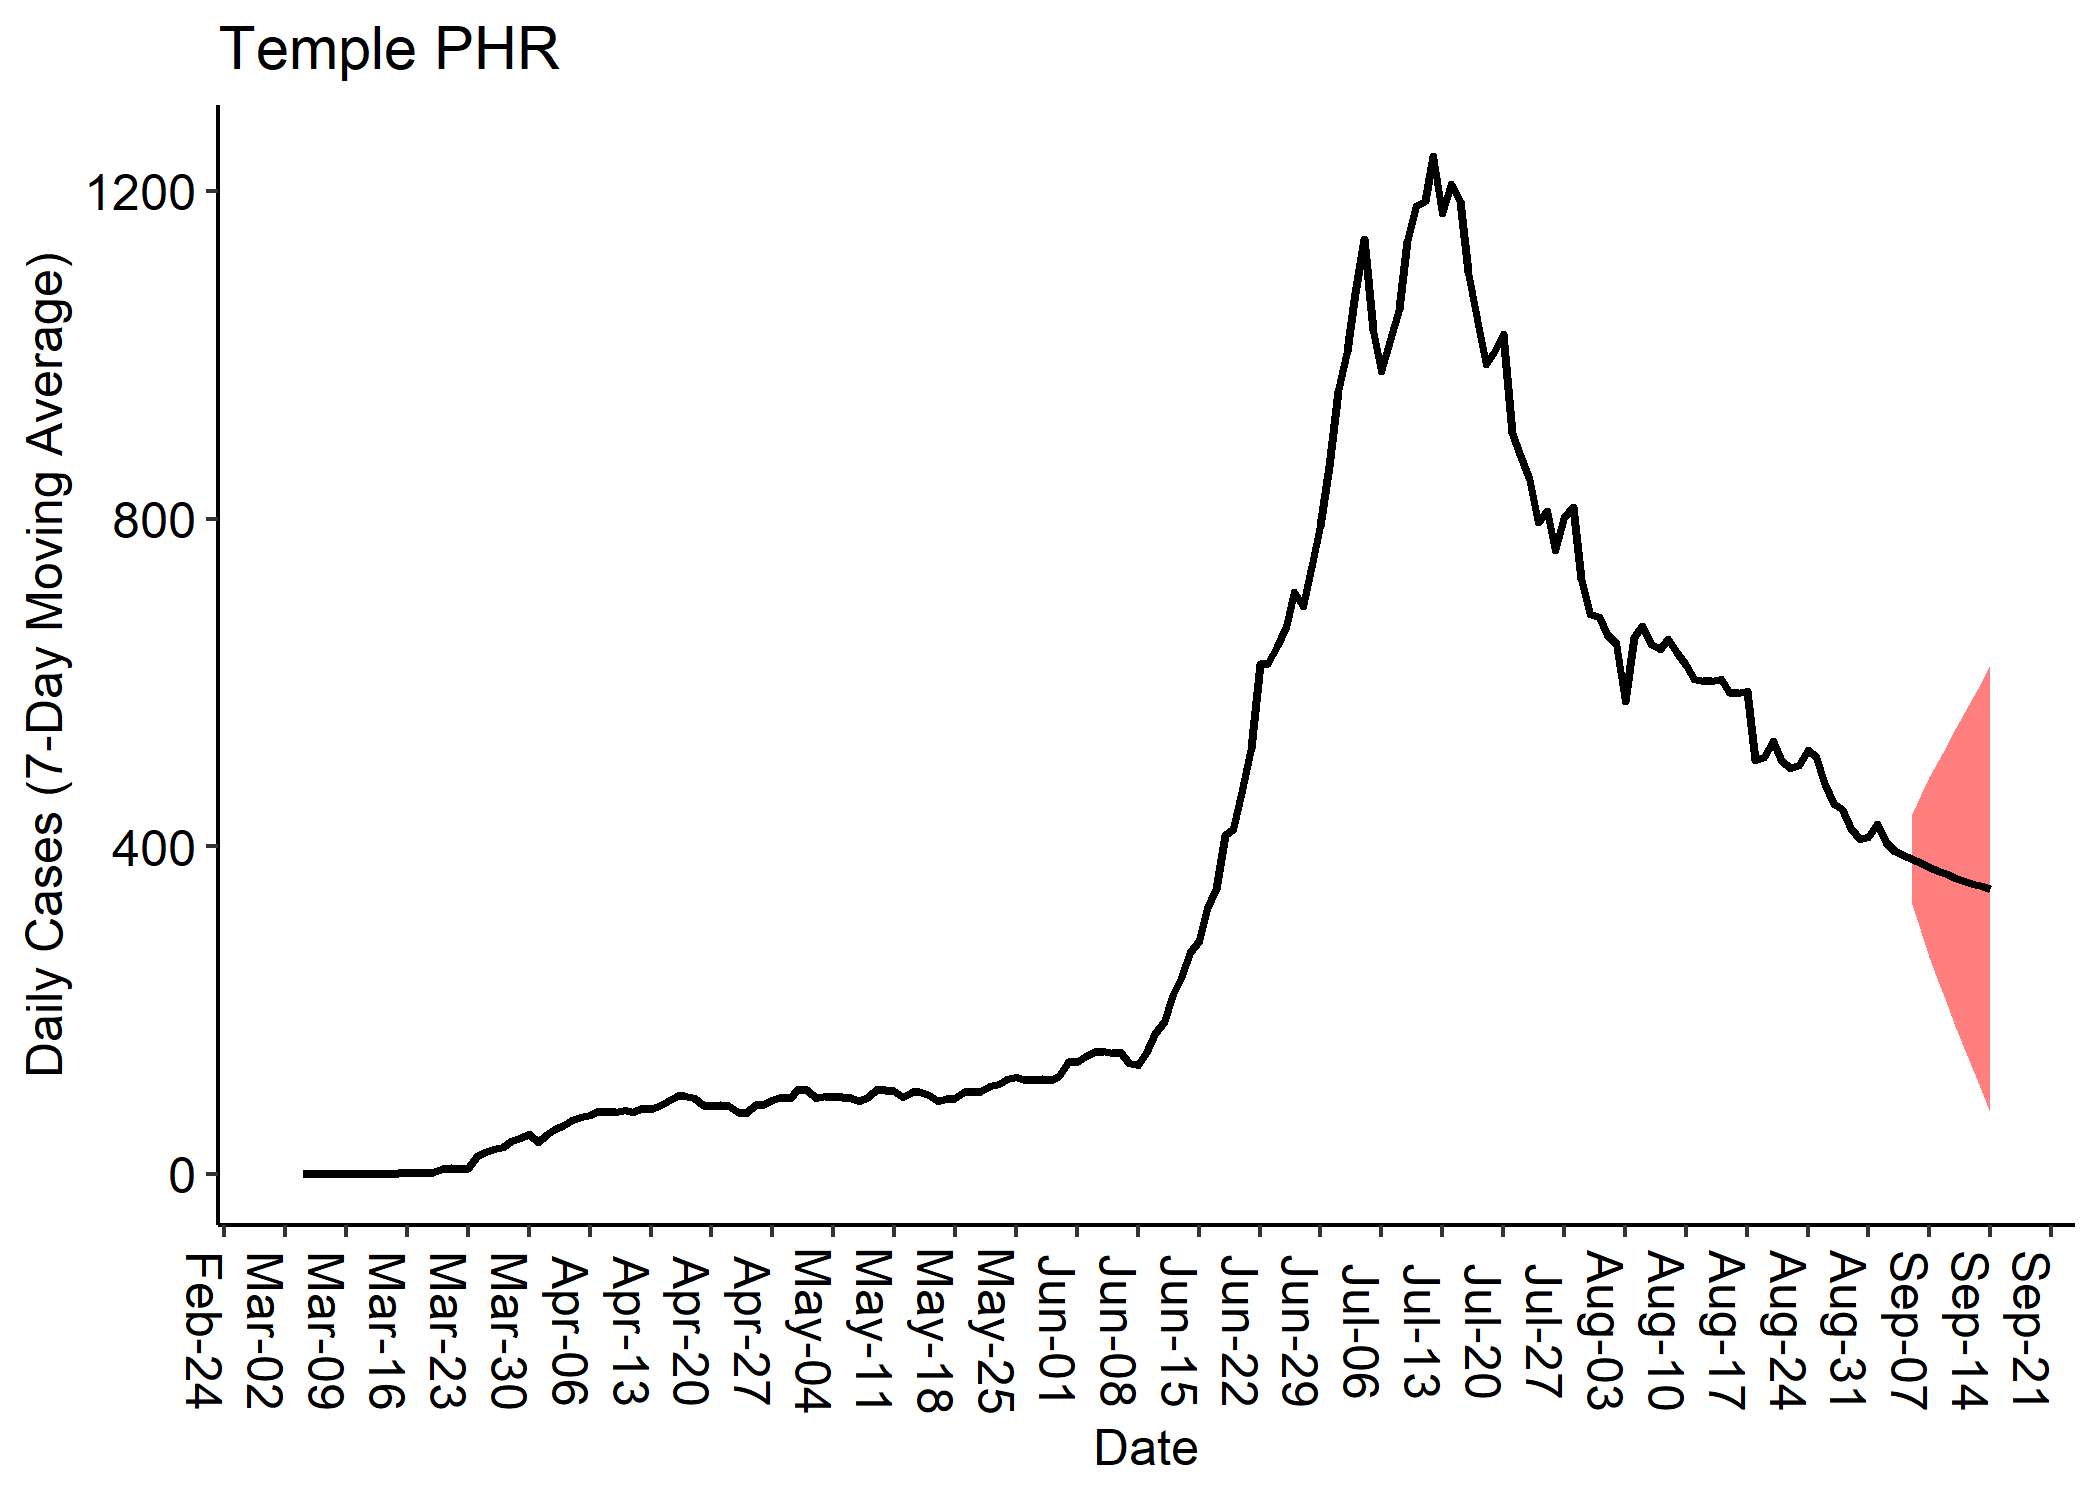 Temple PHR
Daily Cases (7-Day Moving Average)
1200
800
400
0
Feb-24
Mar-02
Mar-09
Mar-16
Mar-23
Mar-30
Apr-06
Apr-13
Apr-20
Apr-27
May-04
May-11
May-18
May-25
Jun-01
Jun-08
Jun-15
Jun-22
Jun-29
Jul-06
Jul-13
Jul-20
Jul-27
Aug-03
Aug-10
Aug-17
Aug-24
Aug-31
Sep-07
Sep-14
Sep-21
Date